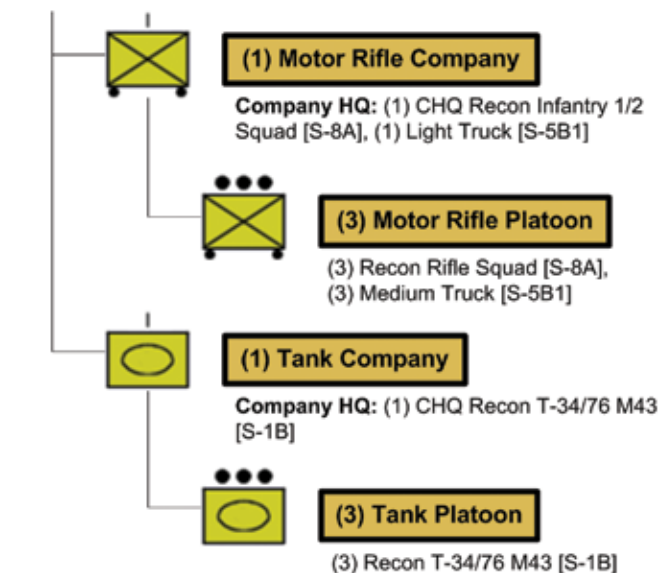 (1) Motor Rifle Company
Company HQ: (1) CHQ Recon Infantry 1/2
Squad [S-8A], (1) Light Truck [S-5B1]
(3) Motor Rifle Platoon
(3) Recon Rifle Squad [S-8A],
(3) Medium Truck [S-5B1]
(1) Tank Company
Company HQ: (1) CHQ Recon T-34/76 M43
[S-1B]
(3) Tank Platoon
(3) Recon T-34/76 M43 [S-1B]